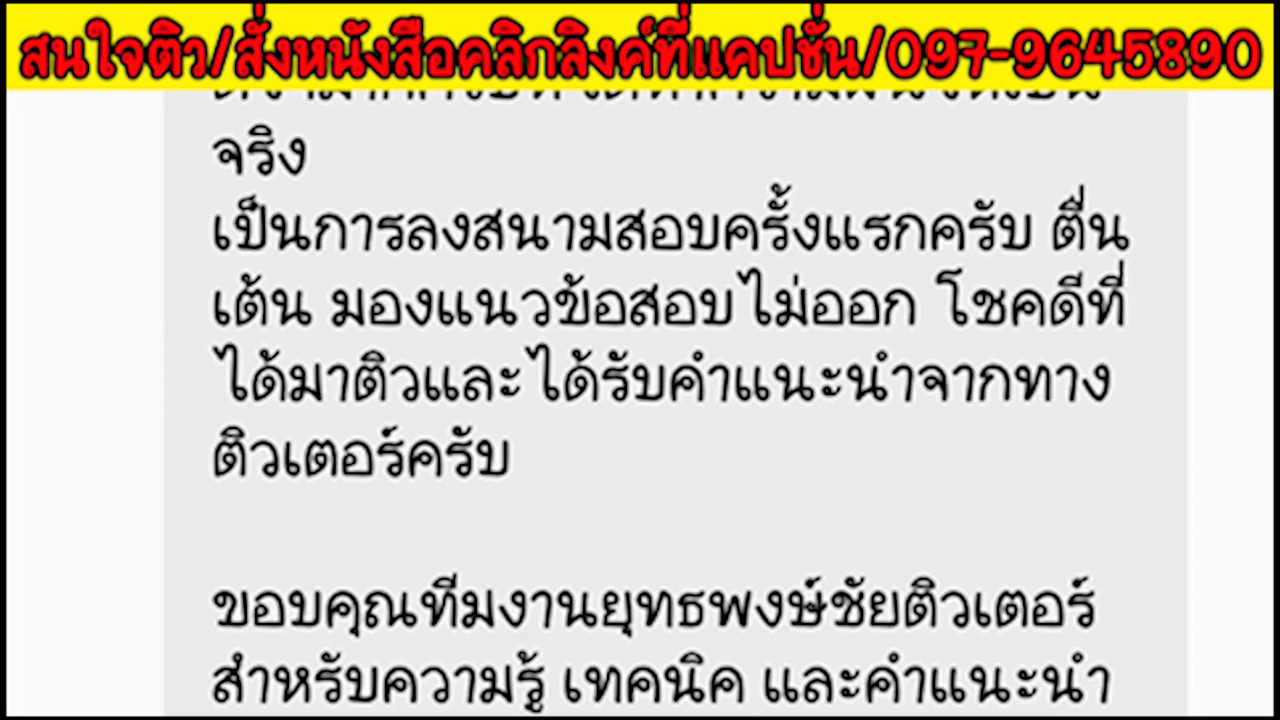 สนใจติว/สั่งหนังสือคลิกลิงค์ที่แคปชั่น/097-9645890
จริง
เป็นการลงสนามสอบครั้งแรกครับ ตื่น
เต้น มองแนวข้อสอบไม่ออก โชคดีที่
ได้มาติวและได้รับคำแนะนำจากทาง
ติวเตอร์ครับ
ขอบคุณทีมงานยุทธพงษ์ชัยติวเตอร์
สำหรับความรู้ เทคนิค และคำแนะนำ